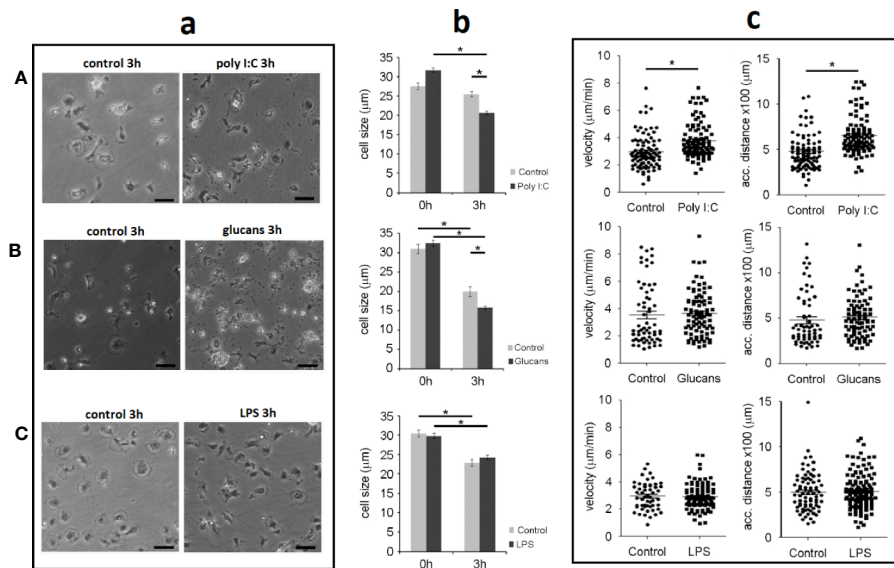 a b c
A
control 3h poly I:C 3h
35
30
25
20
15
10
5
0
cell size (µm)
*
*
Control
Poly I:C
0h 3h
10
8
6
4
2
0
velocity (µm/min)
*
Control Poly I:C
15
10
5
0
acc. distance x100 (µm)
*
Control Poly I:C
B
control 3h glucans 3h
35
30
25
20
15
10
5
0
cell size (µm)
*
*
*
Control
Glucans
0h 3h
10
8
6
4
2
0
velocity (µm/min)
Control Glucans
15
10
5
0
acc. distance x100 (µm)
Control Glucans
C
control 3h LPS 3h
35
30
25
20
15
10
5
0
cell size (µm)
*
*
Control
LPS
0h 3h
10
8
6
4
2
0
velocity (µm/min)
Control LPS
15
10
5
0
acc. distance x100 (µm)
Control LPS